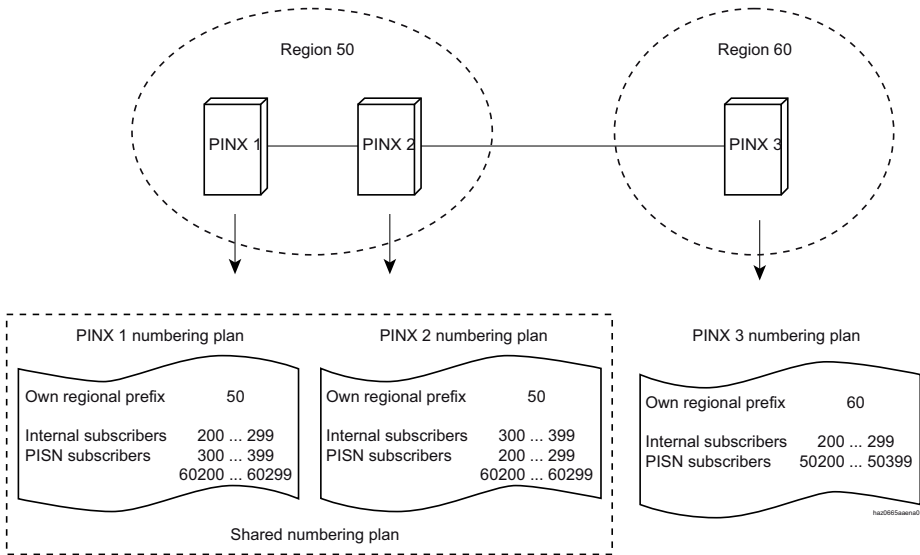 Region 50
Region 60
PINX 1
PINX 2
PINX 3
PINX 1 numbering plan
Own regional prefix 50
Internal subscribers 200 ... 299
PISN subscribers 300 ... 399
60200 ... 60299
PINX 2 numbering plan
Own regional prefix 50
Internal subscribers 300 ... 399
PISN subscribers 200 ... 299
60200 ... 60299
Shared numbering plan
PINX 3 numbering plan
Own regional prefix 60
Internal subscribers 200 ... 299
PISN subscribers 50200 ... 50399
haz0665aaena0